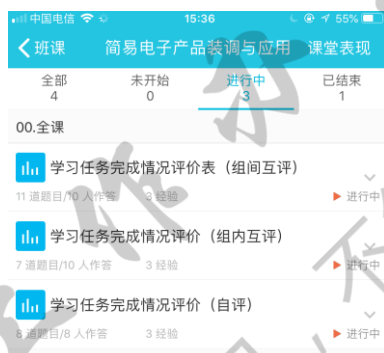 中国电信 15:36 55%
班课 简易电子产品装调与应用 课堂表现
全部 未开始 进行中 已结束
4 0 3 1
00.全课
学习任务完成情况评价表（组间互评）
11 道题目/10 人作答 3 经验 进行中
学习任务完成情况评价（组内互评）
7 道题目/10 人作答 3 经验 进行中
学习任务完成情况评价（自评）
8 道题目/8 人作答 3 经验 进行中